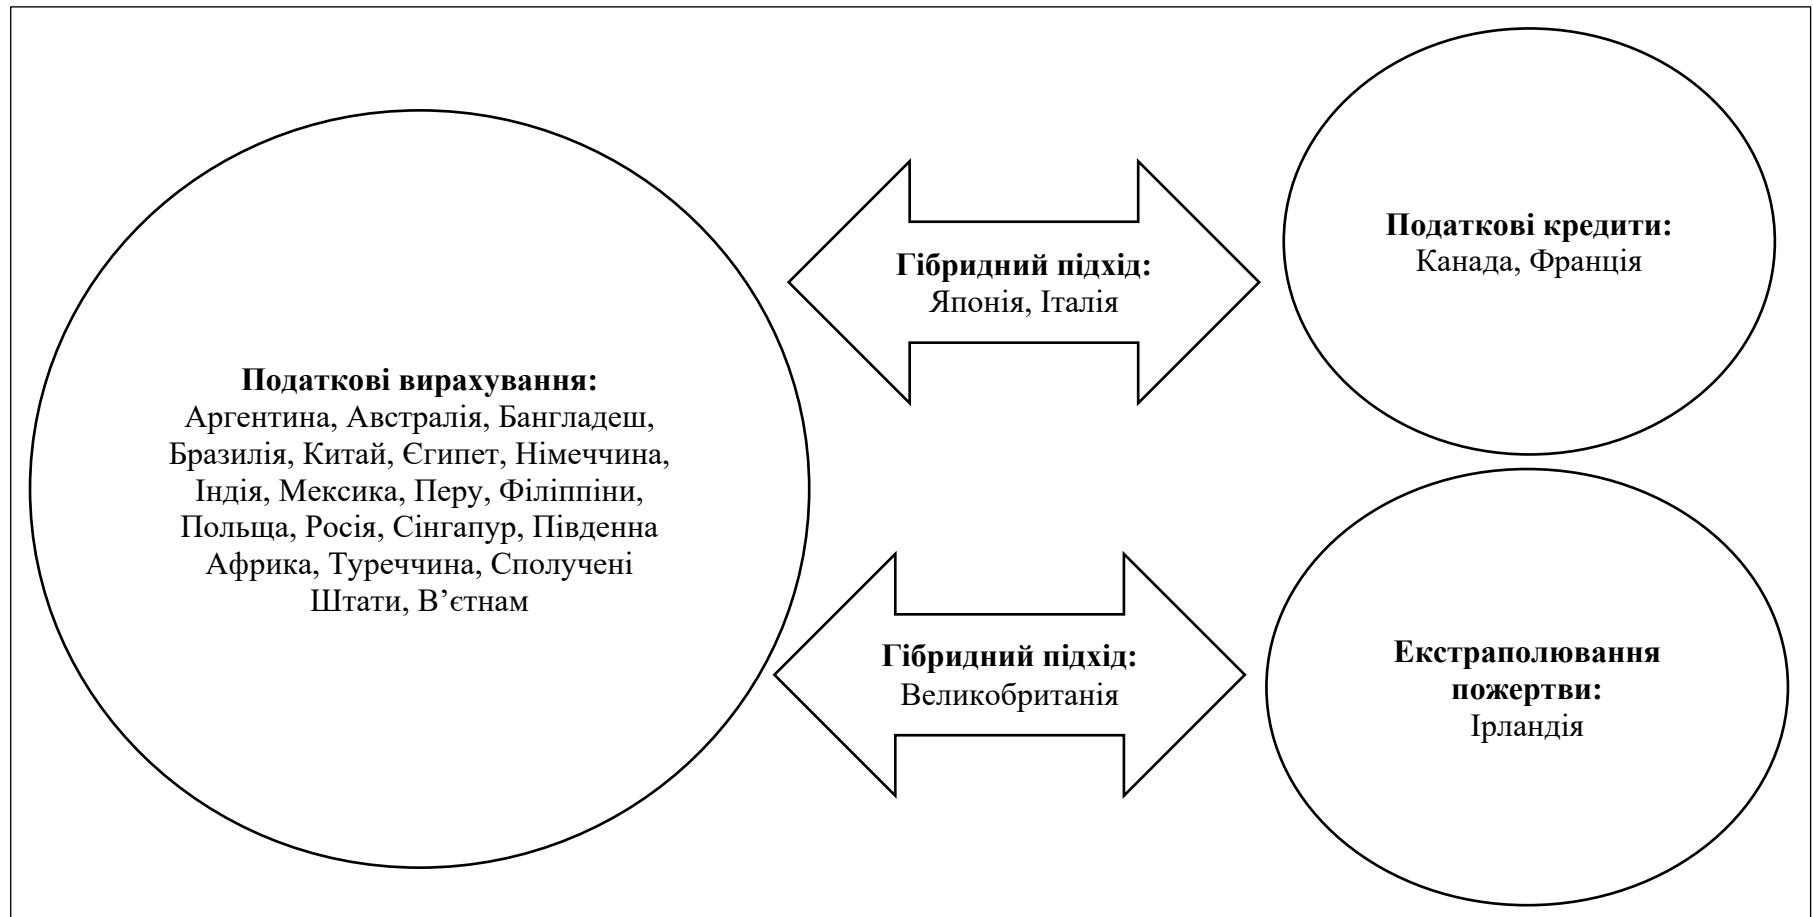 Податкові вирахування:
Аргентина, Австралія, Бангладеш,
Бразилія, Китай, Єгипет, Німеччина,
Індія, Мексика, Перу, Філіппіни,
Польща, Росія, Сінгапур, Південна
Африка, Туреччина, Сполучені
Штати, В’єтнам
Гібридний підхід:
Японія, Італія
Податкові кредити:
Канада, Франція
Гібридний підхід:
Великобританія
Екстраполювання
пожертви:
Ірландія